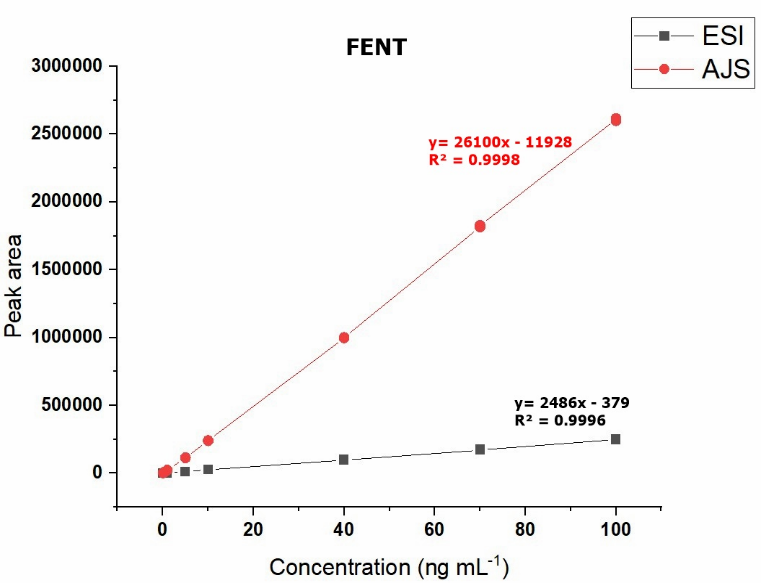 FENT
ESI
AJS
3000000
2500000
2000000
1500000
1000000
500000
0
Peak area
y= 26100x - 11928
R² = 0.9998
y= 2486x - 379
R² = 0.9996
0 20 40 60 80 100
Concentration (ng mL⁻¹)